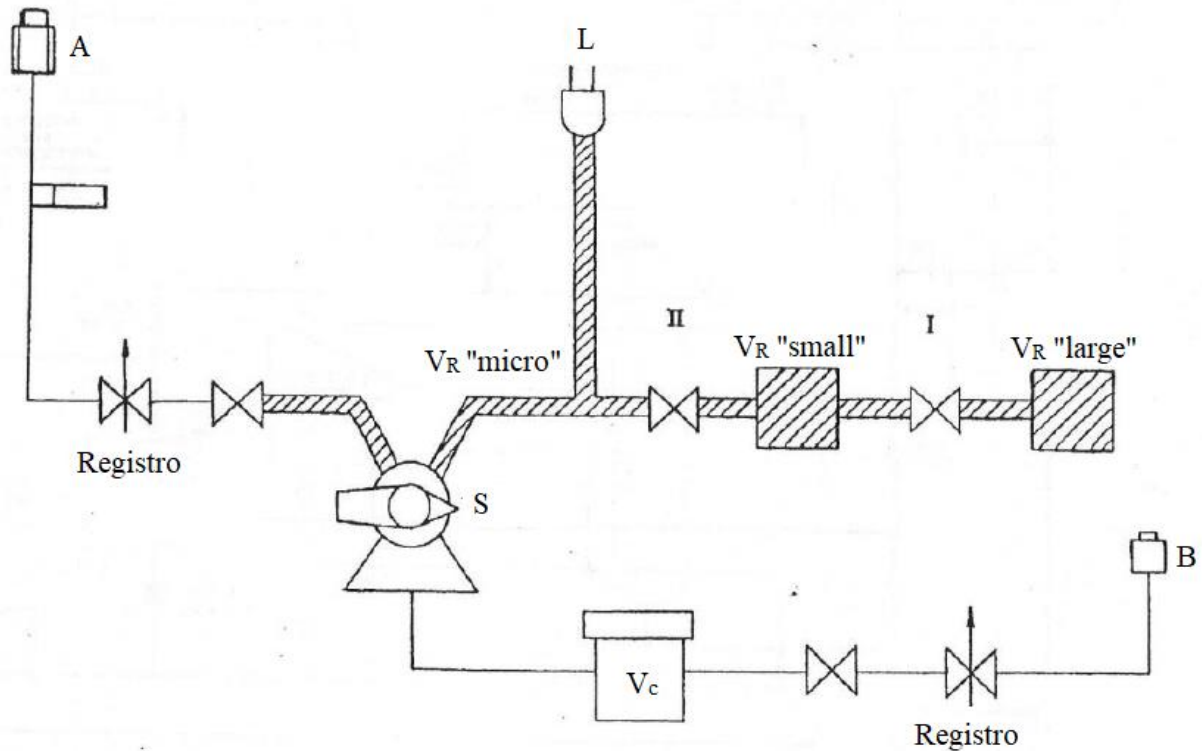 A
L
II
I
VR "micro"
VR "small"
VR "large"
Registro
S
B
Vc
Registro